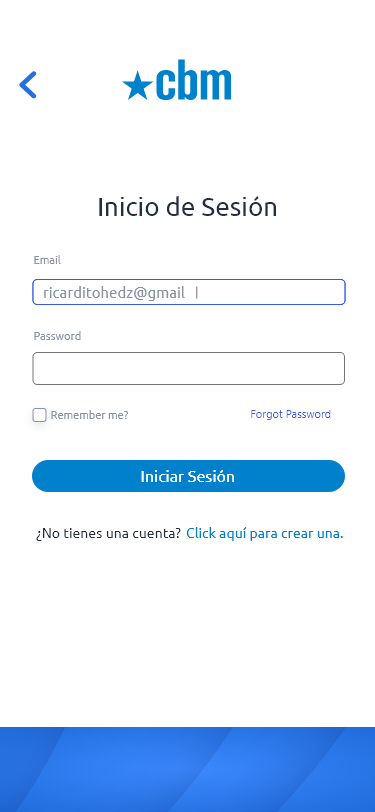 cbm
Inicio de Sesión
Email
ricarditohedz@gmail |
Password
Remember me? Forgot Password
Iniciar Sesión
¿No tienes una cuenta? Click aquí para crear una.